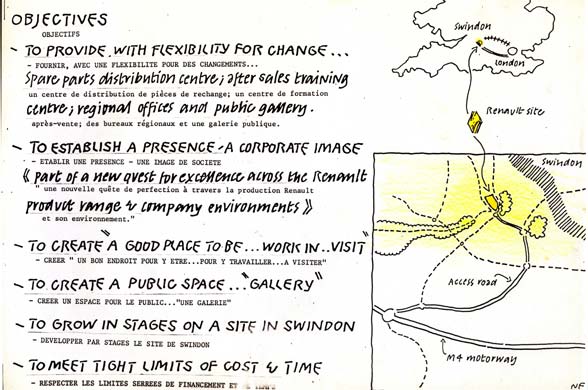 OBJECTIVES
OBJECTIFS
- TO PROVIDE WITH FLEXIBILITY FOR CHANGE...
- FOURNIR, AVEC UNE FLEXIBILITE POUR DES CHANGEMENTS...
Spare parts distribution centre; after sales training
un centre de distribution de pièces de rechange; un centre de formation
centre; regional offices and public gallery.
après-vente; des bureaux régionaux et une galerie publique.
- TO ESTABLISH A PRESENCE - A CORPORATE IMAGE
- ETABLIR UNE PRESENCE - UNE IMAGE DE SOCIETE
《 part of a new quest for excellence across the Renault
" une nouvelle quête de perfection à travers la production Renault
product range & company environments 》
et son environnement."
- TO CREATE "A GOOD PLACE TO BE... WORK IN.. VISIT"
- CREER " UN BON ENDROIT POUR Y ETRE...POUR Y TRAVAILLER...A VISITER"
- TO CREATE A PUBLIC SPACE... "GALLERY"
- CREER UN ESPACE POUR LE PUBLIC..."UNE GALERIE"
- TO GROW IN STAGES ON A SITE IN SWINDON
- DEVELOPPER PAR STAGES LE SITE DE SWINDON
- TO MEET TIGHT LIMITS OF COST & TIME
- RESPECTER LES LIMITES SERREES DE FINANCEMENT ET
swindon
london
Renault site
swindon
Access road
M4 motorway
NF